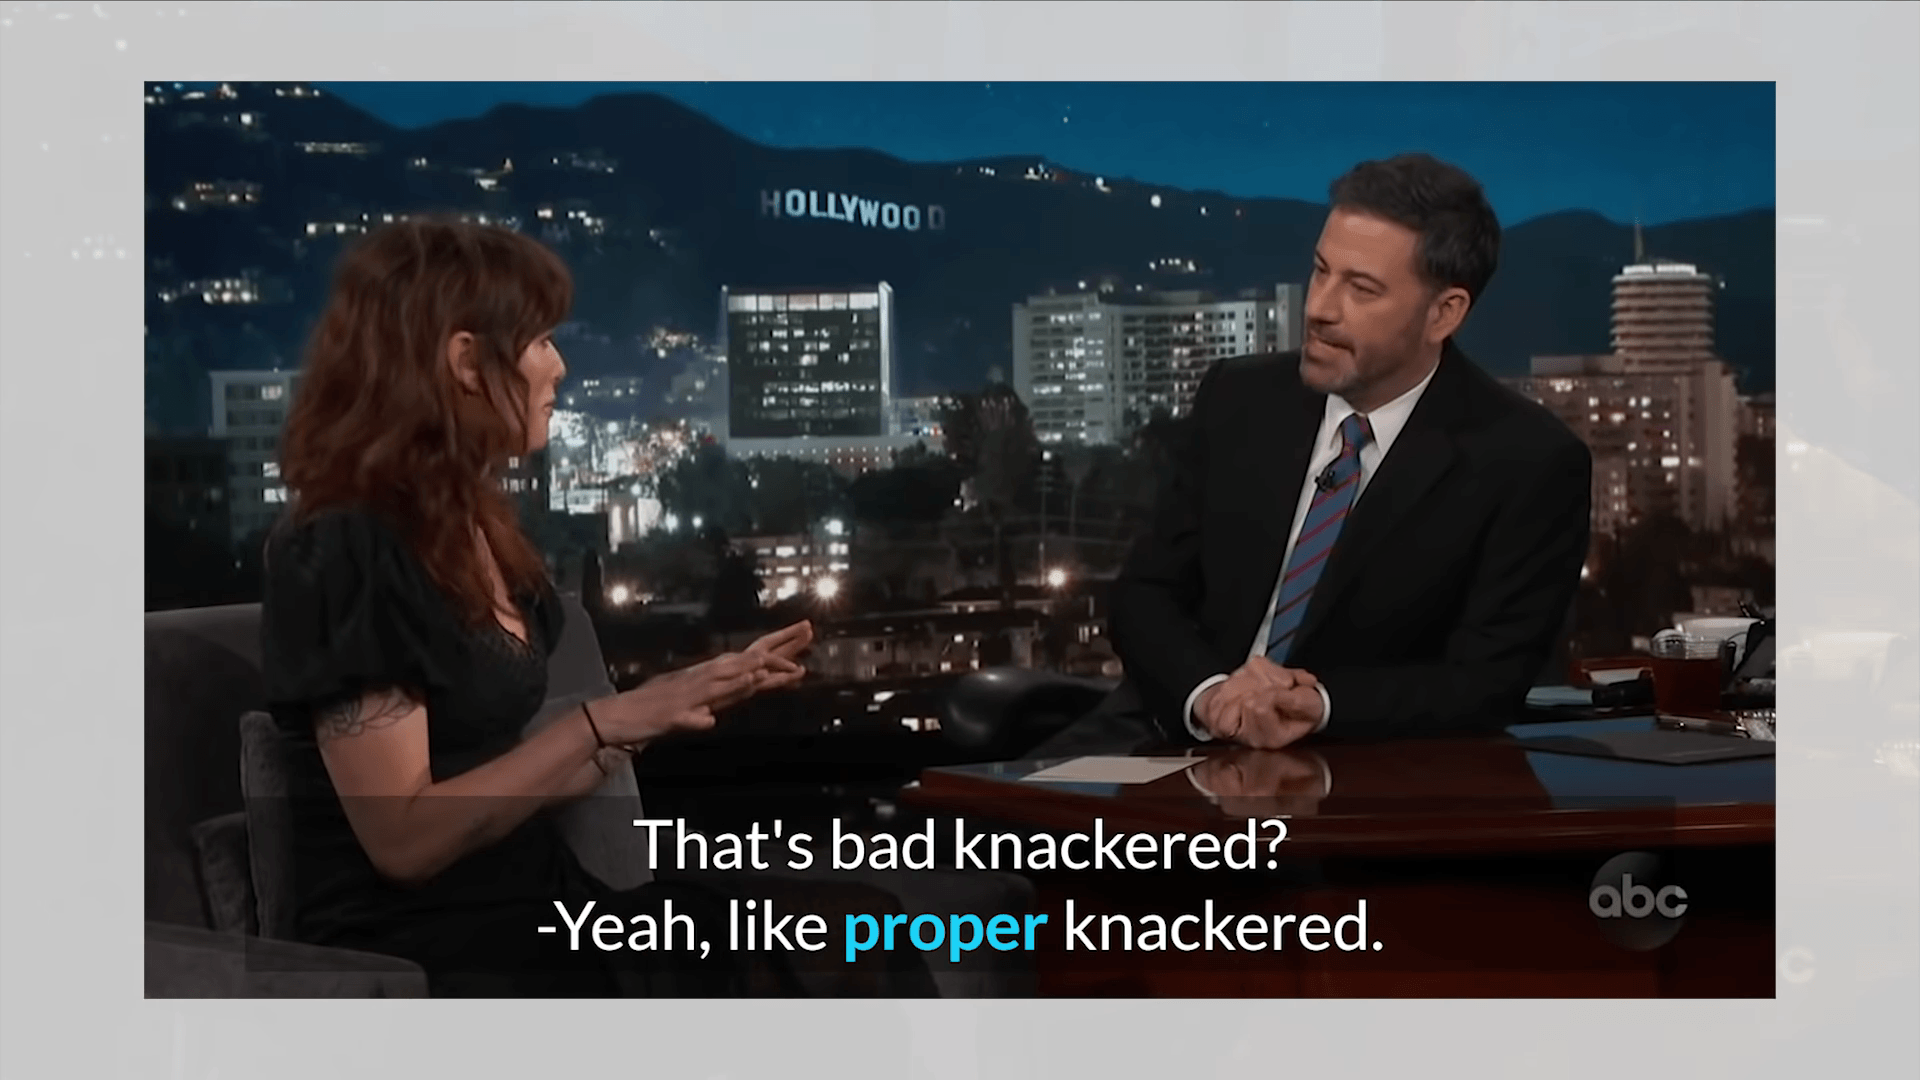 HOLLYWOOD
That's bad knackered?
-Yeah, like proper knackered.
abc
c